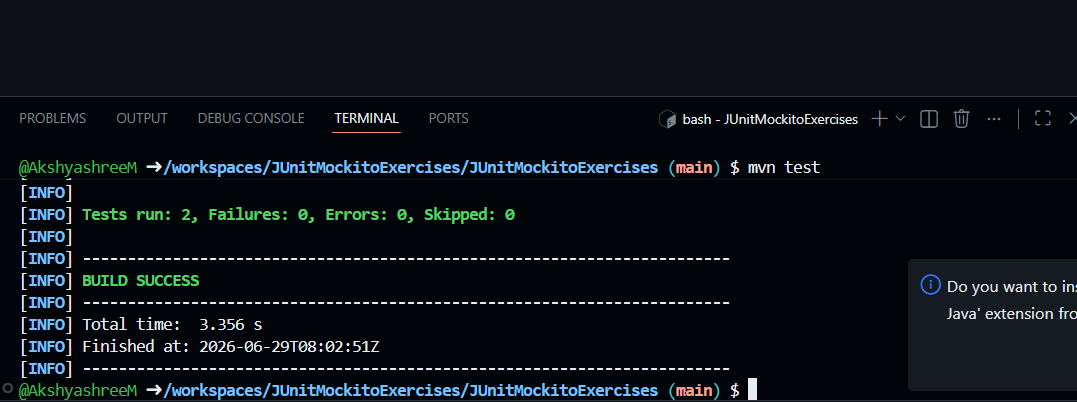 PROBLEMS OUTPUT DEBUG CONSOLE TERMINAL PORTS bash - JUnitMockitoExercises
@AkshyashreeM ➜/workspaces/JUnitMockitoExercises/JUnitMockitoExercises (main) $ mvn test
[INFO]
[INFO] Tests run: 2, Failures: 0, Errors: 0, Skipped: 0
[INFO]
[INFO] ------------------------------------------------------------------------
[INFO] BUILD SUCCESS
[INFO] ------------------------------------------------------------------------
[INFO] Total time:  3.356 s
[INFO] Finished at: 2026-06-29T08:02:51Z
[INFO] ------------------------------------------------------------------------
@AkshyashreeM ➜/workspaces/JUnitMockitoExercises/JUnitMockitoExercises (main) $
Do you want to ins
Java' extension fro